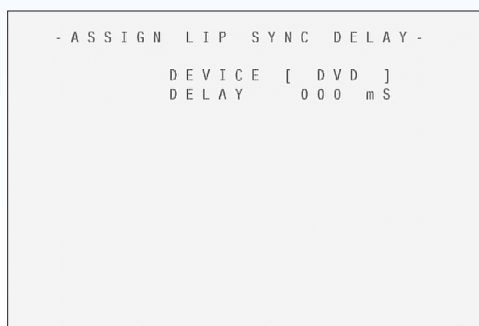 -ASSIGN LIP SYNC DELAY-
DEVICE [ DVD ]
DELAY 000 mS